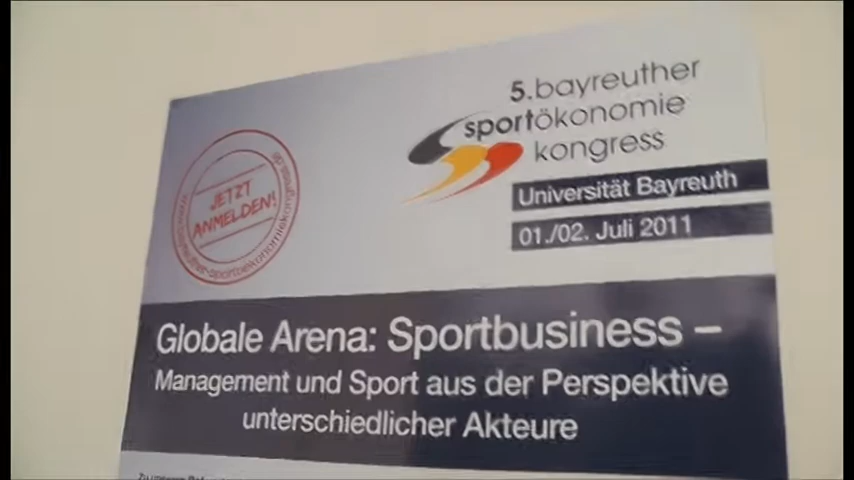 5.bayreuther
sportökonomie
kongress
Universität Bayreuth
01./02. Juli 2011
JETZT
ANMELDEN!
Globale Arena: Sportbusiness –
Management und Sport aus der Perspektive
unterschiedlicher Akteure